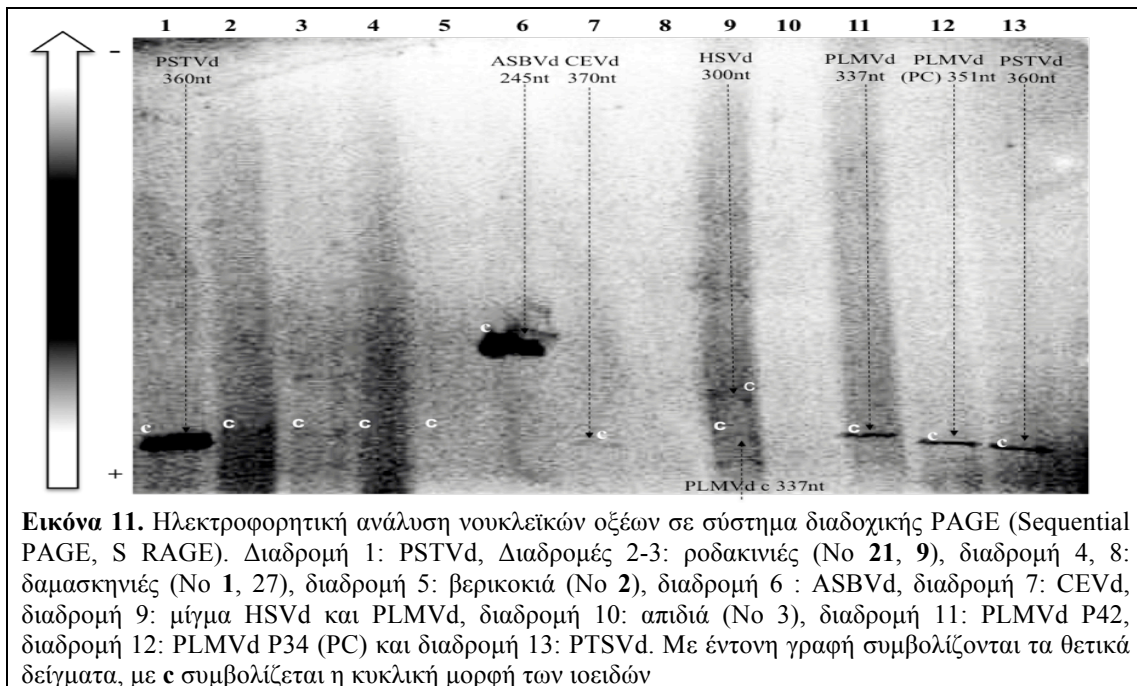 1 2 3 4 5 6 7 8 9 10 11 12 13
-
PSTVd ASBVd CEVd HSVd PLMVd PLMVd PSTVd
360nt 245nt 370nt 300nt 337nt (PC) 351nt 360nt
c
c
c c c c c c c c c c
c c
+
PLMVd c 337nt
Εικόνα 11. Ηλεκτροφορητική ανάλυση νουκλεϊκών οξέων σε σύστημα διαδοχικής PAGE (Sequential
PAGE, S RAGE). Διαδρομή 1: PSTVd, Διαδρομές 2-3: ροδακινιές (No 21, 9), διαδρομή 4, 8:
δαμασκηνιές (No 1, 27), διαδρομή 5: βερικοκιά (No 2), διαδρομή 6 : ASBVd, διαδρομή 7: CEVd,
διαδρομή 9: μίγμα HSVd και PLMVd, διαδρομή 10: απιδιά (No 3), διαδρομή 11: PLMVd P42,
διαδρομή 12: PLMVd P34 (PC) και διαδρομή 13: PTSVd. Με έντονη γραφή συμβολίζονται τα θετικά
δείγματα, με c συμβολίζεται η κυκλική μορφή των ιοειδών